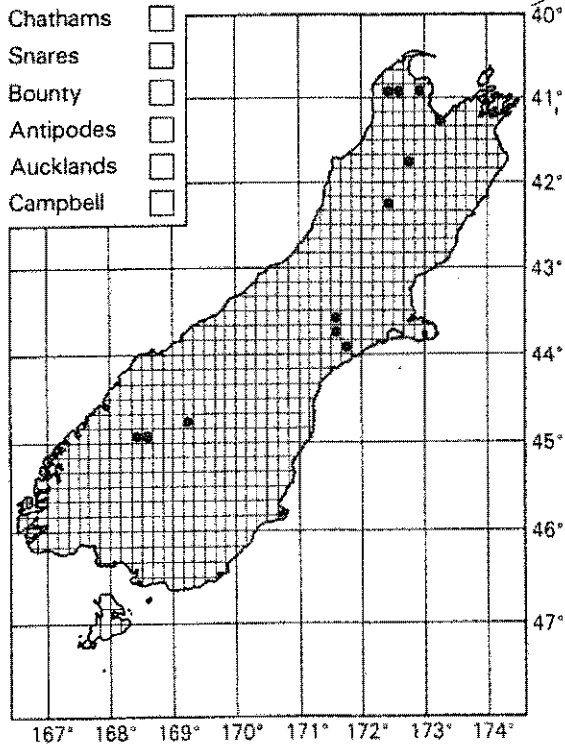 Chathams
Snares
Bounty
Antipodes
Aucklands
Campbell
40°
41°
42°
43°
44°
45°
46°
47°
167° 168° 169° 170° 171° 172° 173° 174°